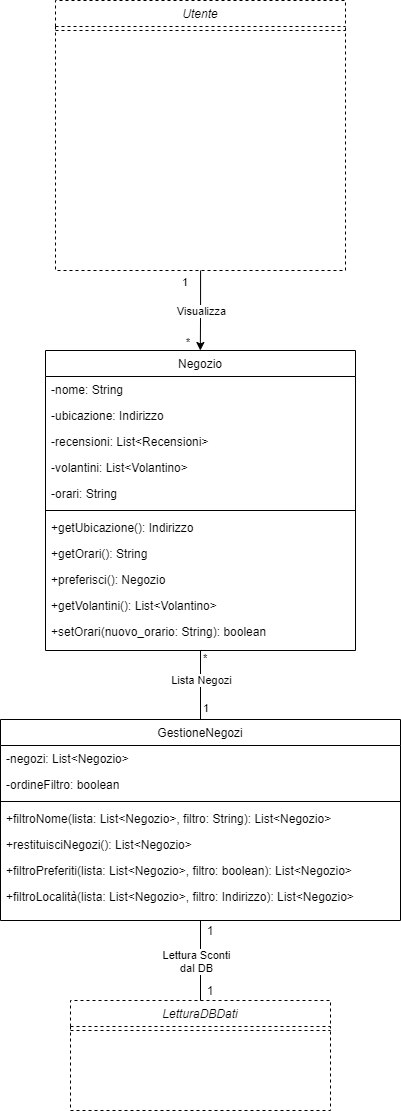 Utente
1
Visualizza
*
Negozio
-nome: String
-ubicazione: Indirizzo
-recensioni: List<Recensioni>
-volantini: List<Volantino>
-orari: String
+getUbicazione(): Indirizzo
+getOrari(): String
+preferisci(): Negozio
+getVolantini(): List<Volantino>
+setOrari(nuovo_orario: String): boolean
*
Lista Negozi
1
GestioneNegozi
-negozi: List<Negozio>
-ordineFiltro: boolean
+filtroNome(lista: List<Negozio>, filtro: String): List<Negozio>
+restituisciNegozi(): List<Negozio>
+filtroPreferiti(lista: List<Negozio>, filtro: boolean): List<Negozio>
+filtroLocalità(lista: List<Negozio>, filtro: Indirizzo): List<Negozio>
1
Lettura Sconti
dal DB
1
LetturaDBDati